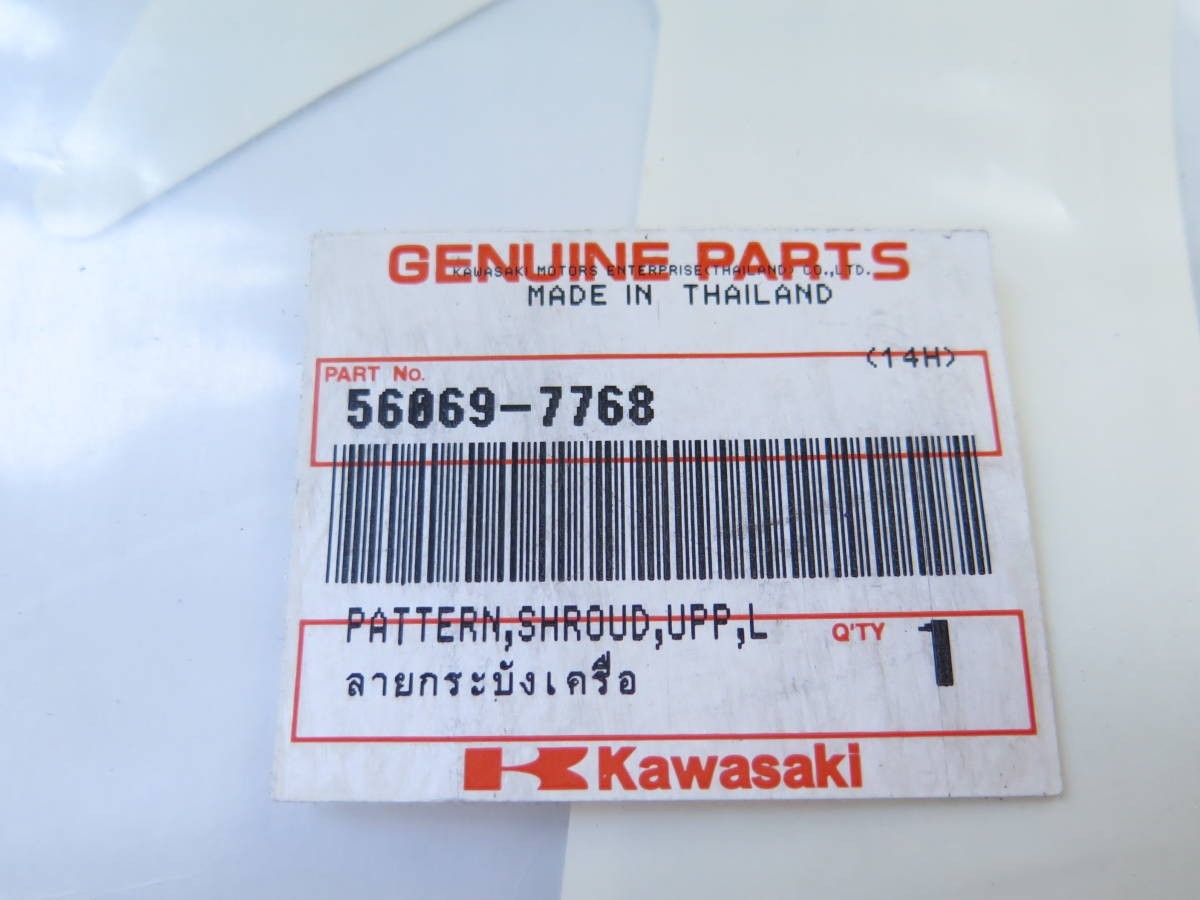 GENUINE PARTS
KAWASAKI MOTORS ENTERPRISE(THAILAND) CO.,LTD.
MADE IN THAILAND
(14H)
PART No.
56069-7768
PATTERN,SHROUD,UPP,L
Q'TY 1
ลายกระบังเครื่อ
Kawasaki